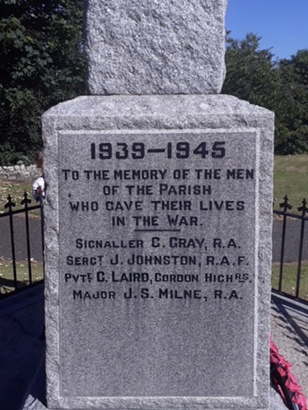 1939—1945
TO THE MEMORY OF THE MEN
OF THE PARISH
WHO GAVE THEIR LIVES
IN THE WAR.
SIGNALLER C. GRAY, R.A.
SERGT J. JOHNSTON, R.A.F.
PVTE C. LAIRD, GORDON HIGHRS.
MAJOR J. S. MILNE, R.A.